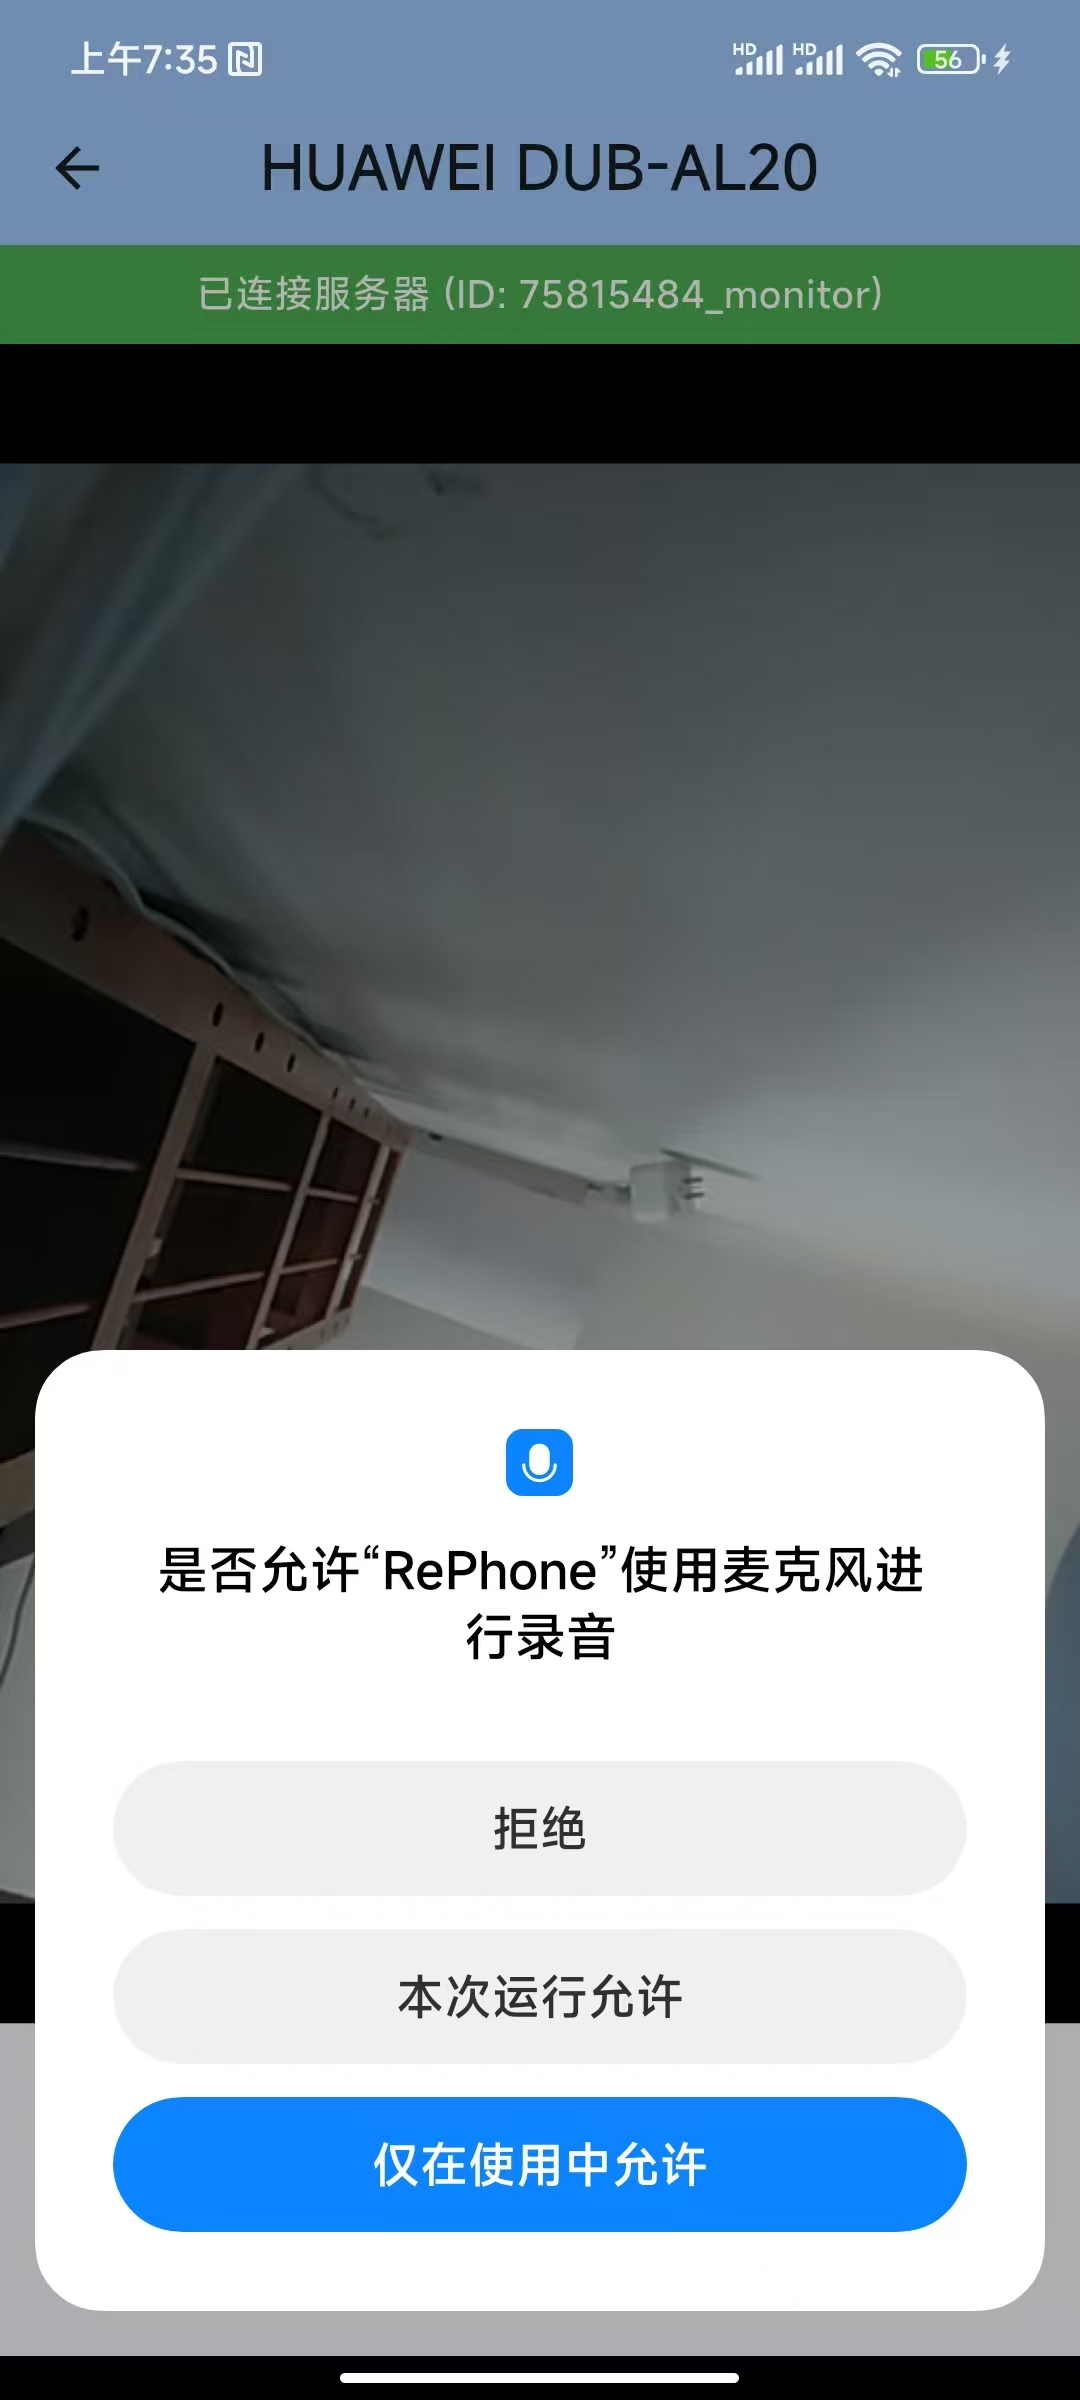 上午7:35
HD HD 56
HUAWEI DUB-AL20
已连接服务器 (ID: 75815484_monitor)
是否允许“RePhone”使用麦克风进
行录音
拒绝
本次运行允许
仅在使用中允许